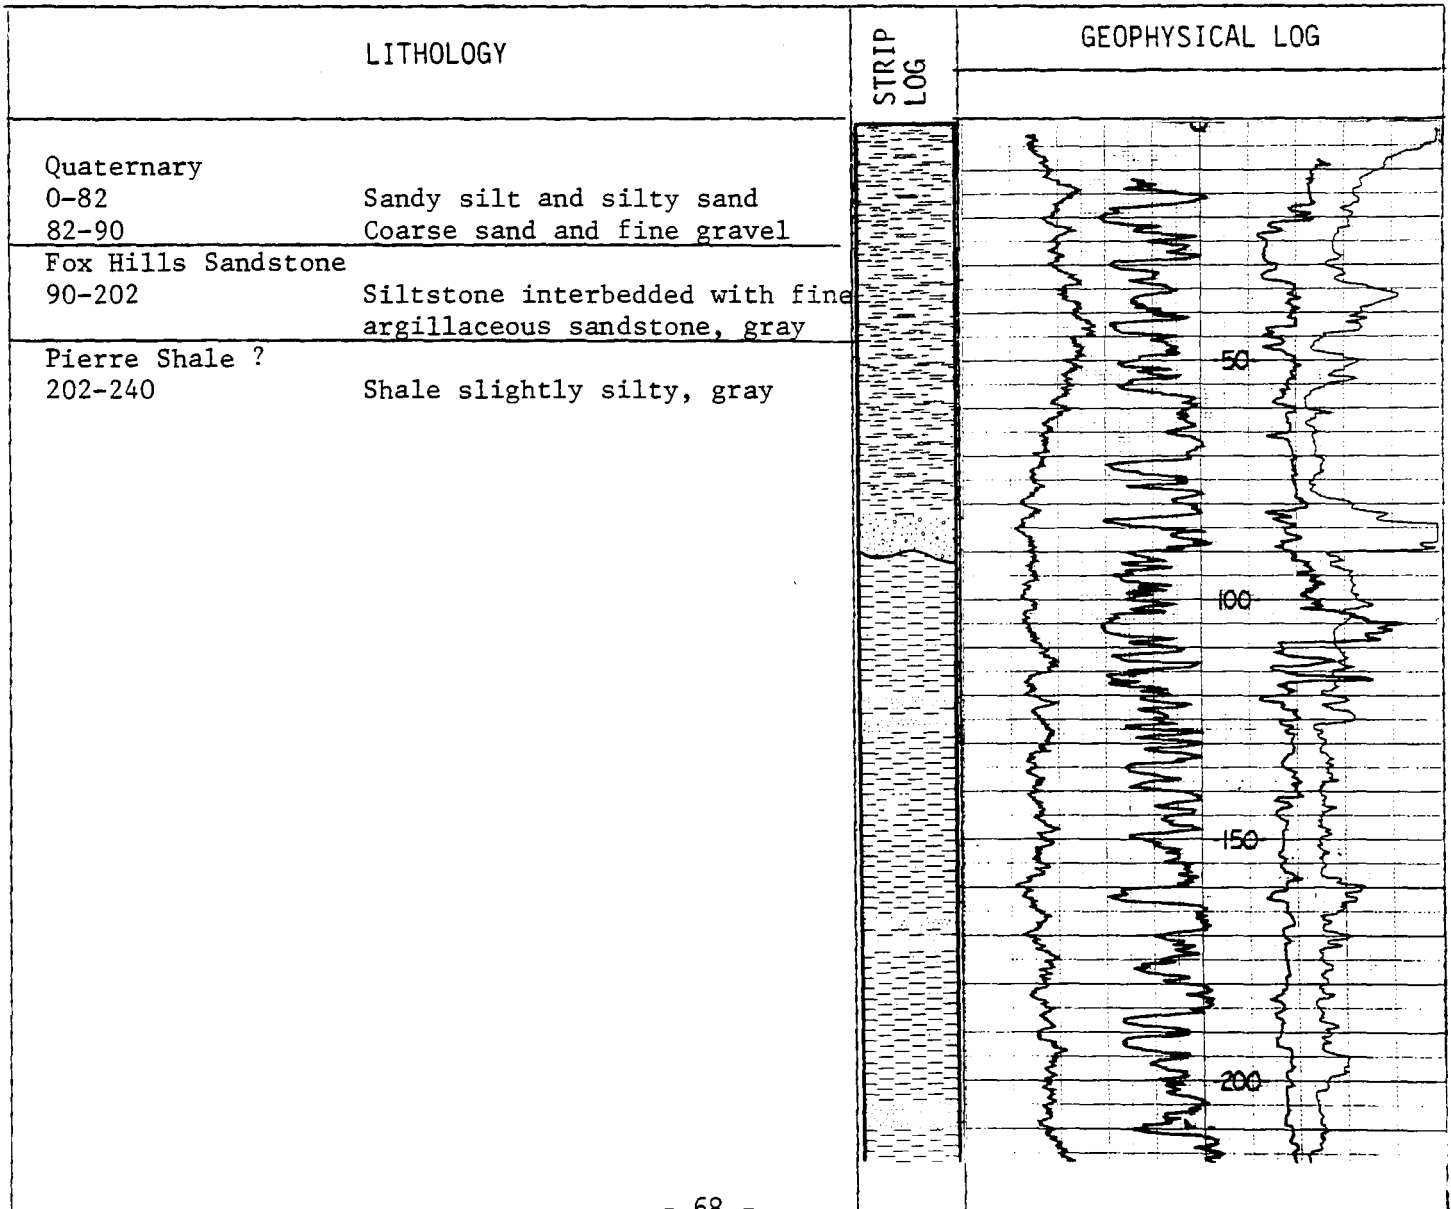 LITHOLOGY
STRIP LOG
GEOPHYSICAL LOG
Quaternary
0-82 Sandy silt and silty sand
82-90 Coarse sand and fine gravel
Fox Hills Sandstone
90-202 Siltstone interbedded with fine
argillaceous sandstone, gray
Pierre Shale ?
202-240 Shale slightly silty, gray
50
100
150
200
- 68 -